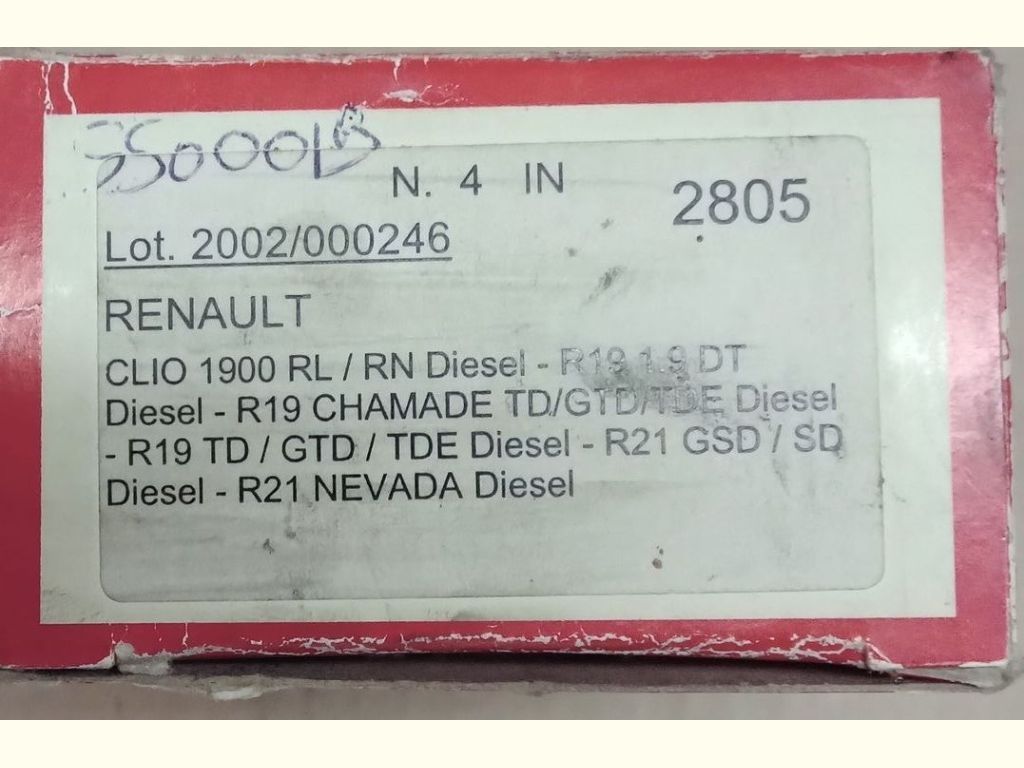 N. 4 IN
2805
Lot. 2002/000246
RENAULT
CLIO 1900 RL / RN Diesel - R19 1.9 DT
Diesel - R19 CHAMADE TD/GTD/TDE Diesel
- R19 TD / GTD / TDE Diesel - R21 GSD / SD
Diesel - R21 NEVADA Diesel